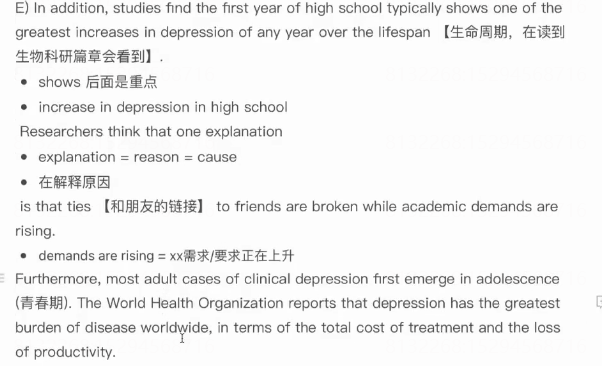 E) In addition, studies find the first year of high school typically shows one of the
greatest increases in depression of any year over the lifespan 【生命周期，在读到
生物科研篇章会看到】.
• shows 后面是重点
• increase in depression in high school
Researchers think that one explanation
• explanation = reason = cause
• 在解释原因
is that ties 【和朋友的链接】 to friends are broken while academic demands are
rising.
• demands are rising = xx需求/要求正在上升
Furthermore, most adult cases of clinical depression first emerge in adolescence
(青春期). The World Health Organization reports that depression has the greatest
burden of disease worldwide, in terms of the total cost of treatment and the loss
of productivity.